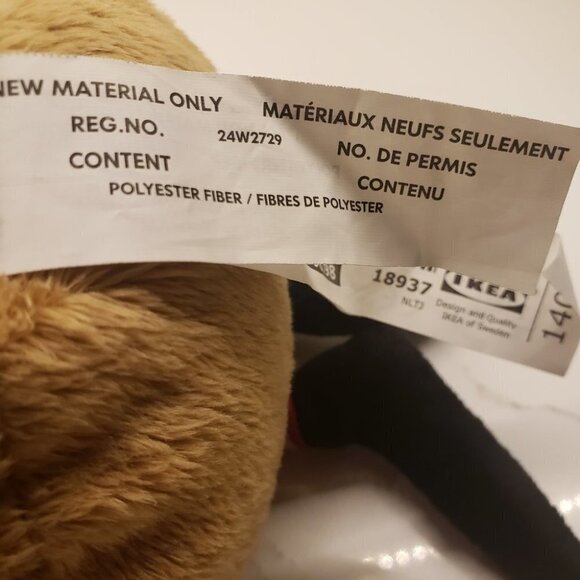 NEW MATERIAL ONLY MATÉRIAUX NEUFS SEULEMENT
REG.NO. 24W2729 NO. DE PERMIS
CONTENT CONTENU
POLYESTER FIBER / FIBRES DE POLYESTER
18937 IKEA
NLTJ Design and Quality
IKEA of Sweden